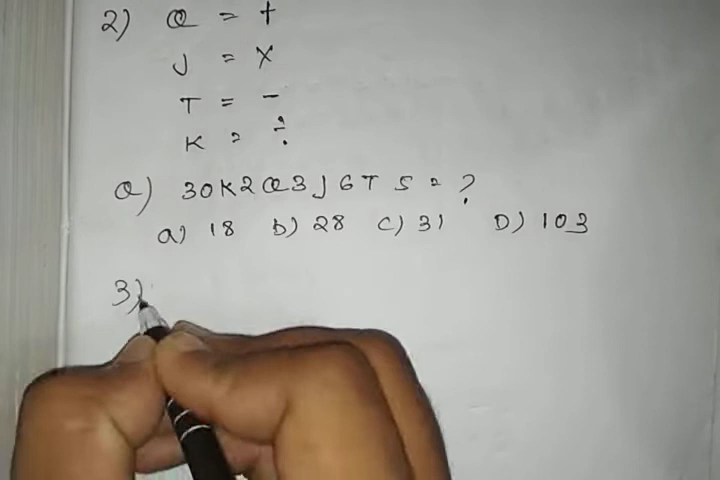 2) Q = +
J = ×
T = -
K = ÷
Q) 30K2Q3J6T5 = ?
a) 18 b) 28 c) 31 D) 103
3)